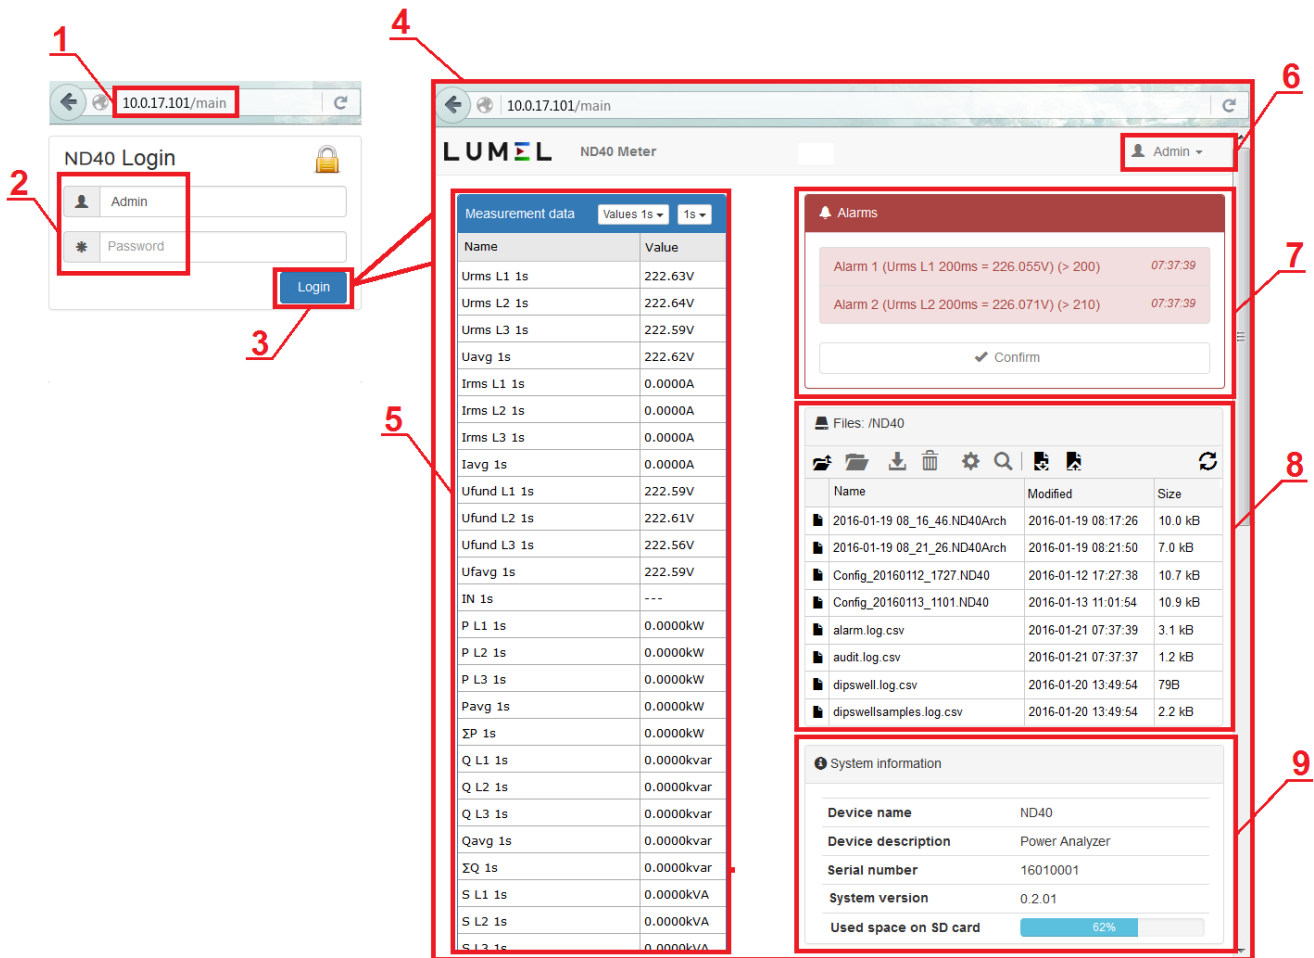 1
10.0.17.101/main
ND40 Login
2
Admin
Password
Login
3
4
10.0.17.101/main
LUMEL ND40 Meter
Admin
6
5
Measurement data Values 1s 1s
Name Value
Urms L1 1s 222.63V
Urms L2 1s 222.64V
Urms L3 1s 222.59V
Uavg 1s 222.62V
Irms L1 1s 0.0000A
Irms L2 1s 0.0000A
Irms L3 1s 0.0000A
Iavg 1s 0.0000A
Ufund L1 1s 222.59V
Ufund L2 1s 222.61V
Ufund L3 1s 222.56V
Ufavg 1s 222.59V
IN 1s ---
P L1 1s 0.0000kW
P L2 1s 0.0000kW
P L3 1s 0.0000kW
Pavg 1s 0.0000kW
ΣP 1s 0.0000kW
Q L1 1s 0.0000kvar
Q L2 1s 0.0000kvar
Q L3 1s 0.0000kvar
Qavg 1s 0.0000kvar
ΣQ 1s 0.0000kvar
S L1 1s 0.0000kVA
S L2 1s 0.0000kVA
S L3 1s 0.0000kVA
Alarms
Alarm 1 (Urms L1 200ms = 226.055V) (> 200) 07:37:39
Alarm 2 (Urms L2 200ms = 226.071V) (> 210) 07:37:39
Confirm
7
Files: /ND40
Name Modified Size
2016-01-19 08_16_46.ND40Arch 2016-01-19 08:17:26 10.0 kB
2016-01-19 08_21_26.ND40Arch 2016-01-19 08:21:50 7.0 kB
Config_20160112_1727.ND40 2016-01-12 17:27:38 10.7 kB
Config_20160113_1101.ND40 2016-01-13 11:01:54 10.9 kB
alarm.log.csv 2016-01-21 07:37:39 3.1 kB
audit.log.csv 2016-01-21 07:37:37 1.2 kB
dipswell.log.csv 2016-01-20 13:49:54 79B
dipswellsamples.log.csv 2016-01-20 13:49:54 2.2 kB
8
System information
Device name ND40
Device description Power Analyzer
Serial number 16010001
System version 0.2.01
Used space on SD card 62%
9